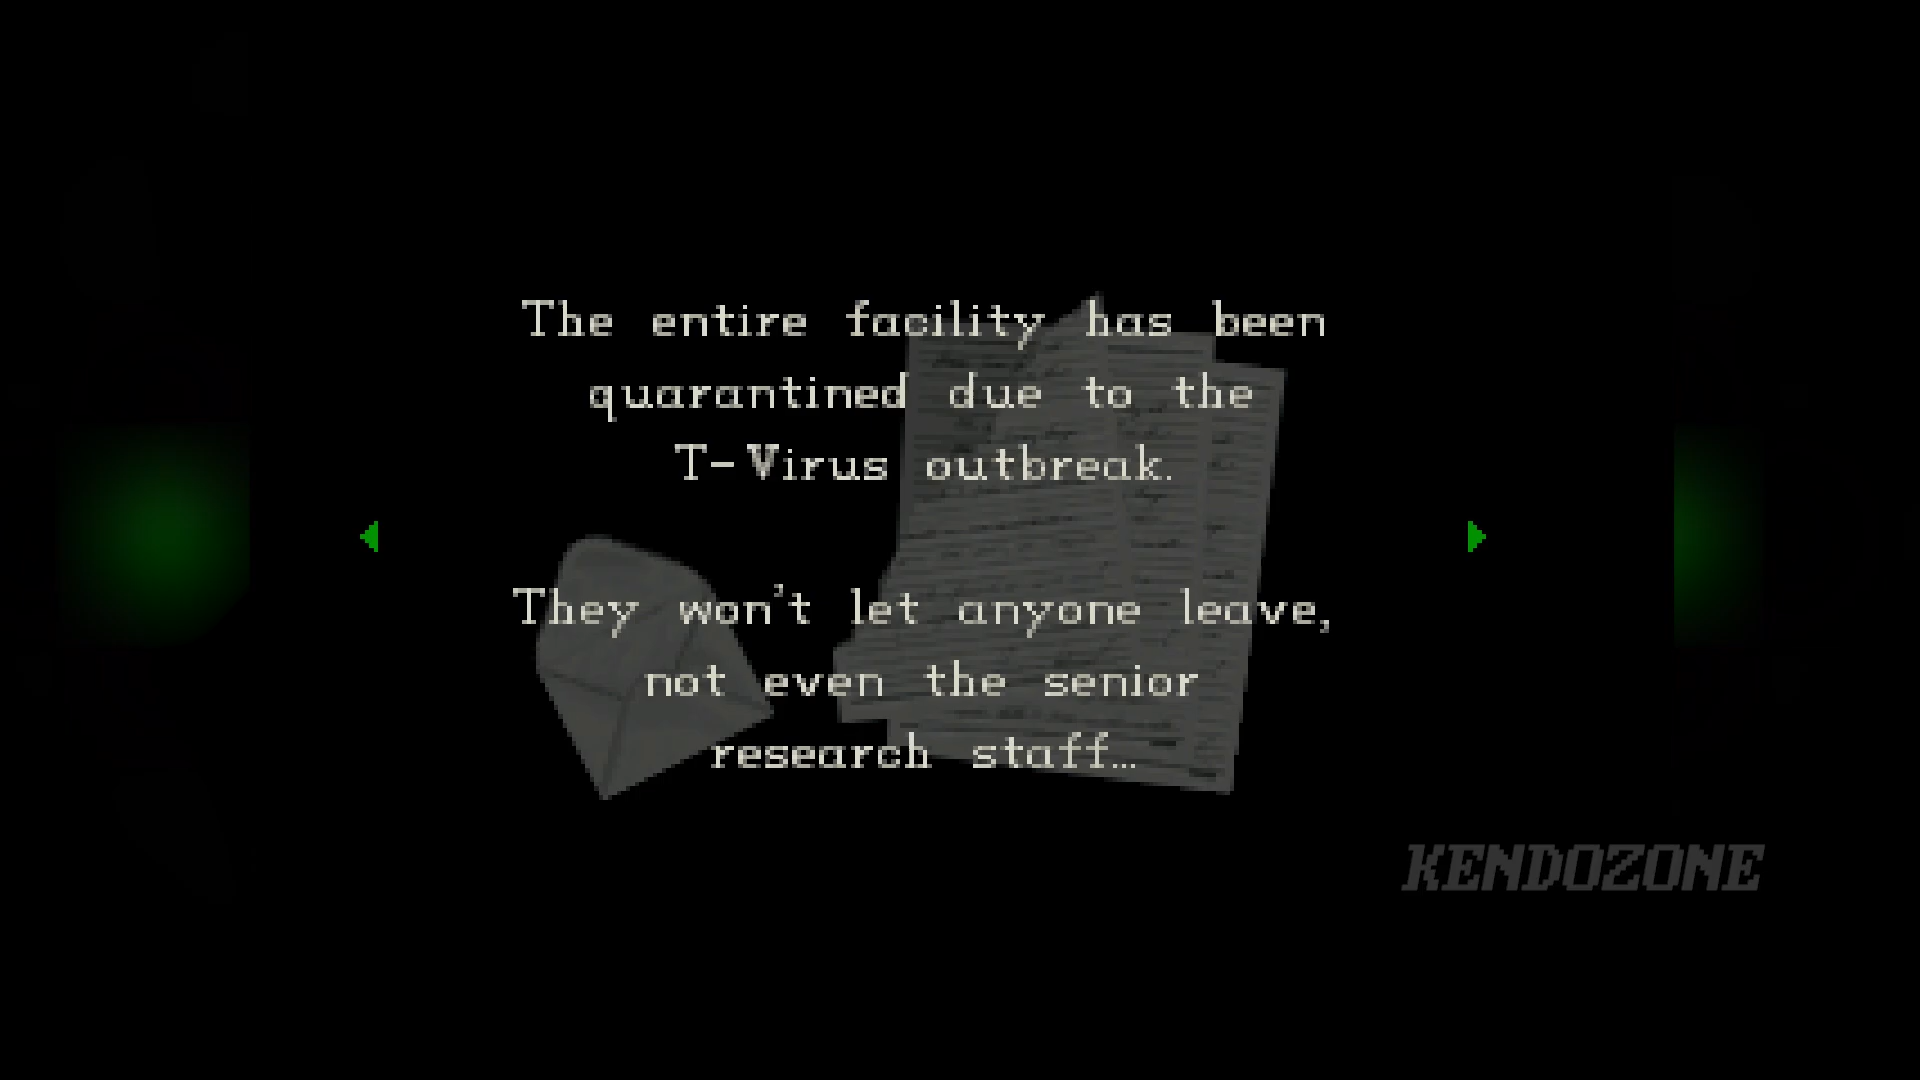 The entire facility has been
quarantined due to the
T-Virus outbreak.
They won't let anyone leave,
not even the senior
research staff…
KENDOZONE